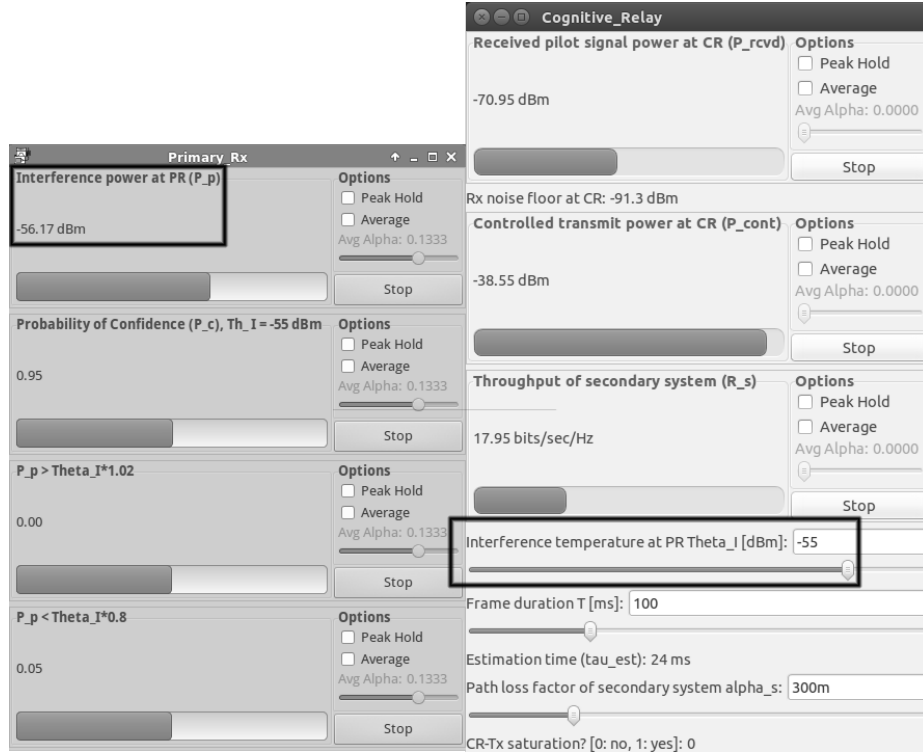 Primary_Rx
Interference power at PR (P_p)
Options
Peak Hold
-56.17 dBm
Average
Avg Alpha: 0.1333
Stop
Probability of Confidence (P_c), Th_I = -55 dBm
Options
Peak Hold
0.95
Average
Avg Alpha: 0.1333
Stop
P_p > Theta_I*1.02
Options
Peak Hold
0.00
Average
Avg Alpha: 0.1333
Stop
P_p < Theta_I*0.8
Options
Peak Hold
0.05
Average
Avg Alpha: 0.1333
Stop
Cognitive_Relay
Received pilot signal power at CR (P_rcvd)
Options
Peak Hold
Average
-70.95 dBm
Avg Alpha: 0.0000
Stop
Rx noise floor at CR: -91.3 dBm
Controlled transmit power at CR (P_cont)
Options
Peak Hold
Average
-38.55 dBm
Avg Alpha: 0.0000
Stop
Throughput of secondary system (R_s)
Options
Peak Hold
Average
17.95 bits/sec/Hz
Avg Alpha: 0.0000
Stop
Interference temperature at PR Theta_I [dBm]: -55
Frame duration T [ms]: 100
Estimation time (tau_est): 24 ms
Path loss factor of secondary system alpha_s: 300m
CR-Tx saturation? [0: no, 1: yes]: 0